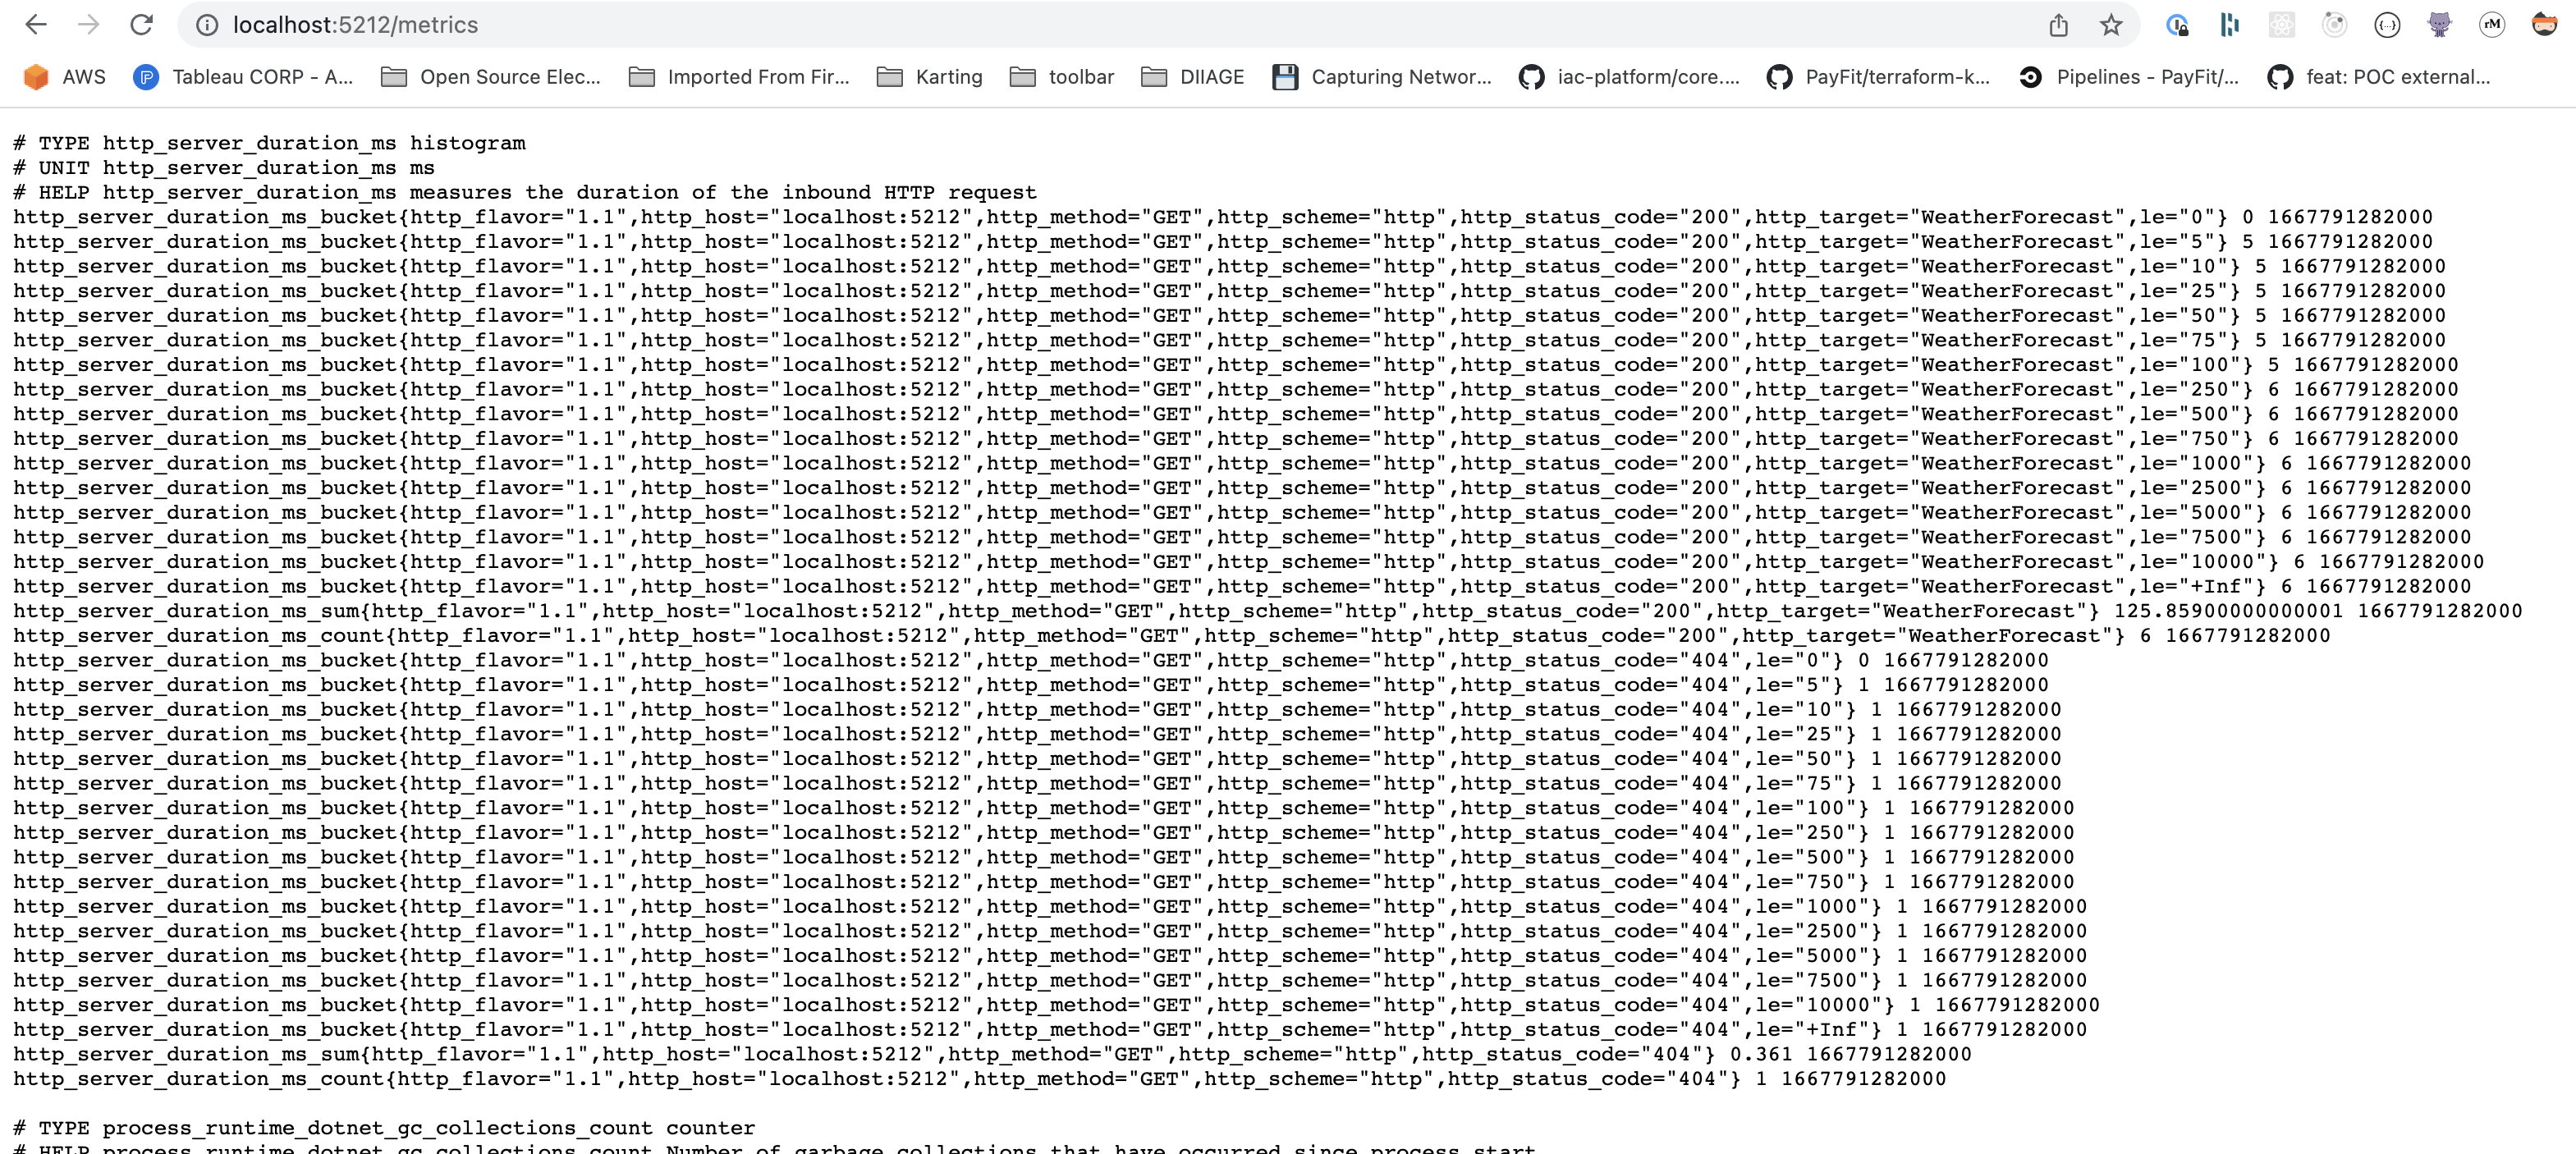 localhost:5212/metrics
AWS Tableau CORP - A... Open Source Elec... Imported From Fir... Karting toolbar DIIAGE Capturing Networ... iac-platform/core.... PayFit/terraform-k... Pipelines - PayFit/... feat: POC external...
# TYPE http_server_duration_ms histogram
# UNIT http_server_duration_ms ms
# HELP http_server_duration_ms measures the duration of the inbound HTTP request
http_server_duration_ms_bucket{http_flavor="1.1",http_host="localhost:5212",http_method="GET",http_scheme="http",http_status_code="200",http_target="WeatherForecast",le="0"} 0 1667791282000
http_server_duration_ms_bucket{http_flavor="1.1",http_host="localhost:5212",http_method="GET",http_scheme="http",http_status_code="200",http_target="WeatherForecast",le="5"} 5 1667791282000
http_server_duration_ms_bucket{http_flavor="1.1",http_host="localhost:5212",http_method="GET",http_scheme="http",http_status_code="200",http_target="WeatherForecast",le="10"} 5 1667791282000
http_server_duration_ms_bucket{http_flavor="1.1",http_host="localhost:5212",http_method="GET",http_scheme="http",http_status_code="200",http_target="WeatherForecast",le="25"} 5 1667791282000
http_server_duration_ms_bucket{http_flavor="1.1",http_host="localhost:5212",http_method="GET",http_scheme="http",http_status_code="200",http_target="WeatherForecast",le="50"} 5 1667791282000
http_server_duration_ms_bucket{http_flavor="1.1",http_host="localhost:5212",http_method="GET",http_scheme="http",http_status_code="200",http_target="WeatherForecast",le="75"} 5 1667791282000
http_server_duration_ms_bucket{http_flavor="1.1",http_host="localhost:5212",http_method="GET",http_scheme="http",http_status_code="200",http_target="WeatherForecast",le="100"} 5 1667791282000
http_server_duration_ms_bucket{http_flavor="1.1",http_host="localhost:5212",http_method="GET",http_scheme="http",http_status_code="200",http_target="WeatherForecast",le="250"} 6 1667791282000
http_server_duration_ms_bucket{http_flavor="1.1",http_host="localhost:5212",http_method="GET",http_scheme="http",http_status_code="200",http_target="WeatherForecast",le="500"} 6 1667791282000
http_server_duration_ms_bucket{http_flavor="1.1",http_host="localhost:5212",http_method="GET",http_scheme="http",http_status_code="200",http_target="WeatherForecast",le="750"} 6 1667791282000
http_server_duration_ms_bucket{http_flavor="1.1",http_host="localhost:5212",http_method="GET",http_scheme="http",http_status_code="200",http_target="WeatherForecast",le="1000"} 6 1667791282000
http_server_duration_ms_bucket{http_flavor="1.1",http_host="localhost:5212",http_method="GET",http_scheme="http",http_status_code="200",http_target="WeatherForecast",le="2500"} 6 1667791282000
http_server_duration_ms_bucket{http_flavor="1.1",http_host="localhost:5212",http_method="GET",http_scheme="http",http_status_code="200",http_target="WeatherForecast",le="5000"} 6 1667791282000
http_server_duration_ms_bucket{http_flavor="1.1",http_host="localhost:5212",http_method="GET",http_scheme="http",http_status_code="200",http_target="WeatherForecast",le="7500"} 6 1667791282000
http_server_duration_ms_bucket{http_flavor="1.1",http_host="localhost:5212",http_method="GET",http_scheme="http",http_status_code="200",http_target="WeatherForecast",le="10000"} 6 1667791282000
http_server_duration_ms_bucket{http_flavor="1.1",http_host="localhost:5212",http_method="GET",http_scheme="http",http_status_code="200",http_target="WeatherForecast",le="+Inf"} 6 1667791282000
http_server_duration_ms_sum{http_flavor="1.1",http_host="localhost:5212",http_method="GET",http_scheme="http",http_status_code="200",http_target="WeatherForecast"} 125.859000000000001 1667791282000
http_server_duration_ms_count{http_flavor="1.1",http_host="localhost:5212",http_method="GET",http_scheme="http",http_status_code="200",http_target="WeatherForecast"} 6 1667791282000
http_server_duration_ms_bucket{http_flavor="1.1",http_host="localhost:5212",http_method="GET",http_scheme="http",http_status_code="404",le="0"} 0 1667791282000
http_server_duration_ms_bucket{http_flavor="1.1",http_host="localhost:5212",http_method="GET",http_scheme="http",http_status_code="404",le="5"} 1 1667791282000
http_server_duration_ms_bucket{http_flavor="1.1",http_host="localhost:5212",http_method="GET",http_scheme="http",http_status_code="404",le="10"} 1 1667791282000
http_server_duration_ms_bucket{http_flavor="1.1",http_host="localhost:5212",http_method="GET",http_scheme="http",http_status_code="404",le="25"} 1 1667791282000
http_server_duration_ms_bucket{http_flavor="1.1",http_host="localhost:5212",http_method="GET",http_scheme="http",http_status_code="404",le="50"} 1 1667791282000
http_server_duration_ms_bucket{http_flavor="1.1",http_host="localhost:5212",http_method="GET",http_scheme="http",http_status_code="404",le="75"} 1 1667791282000
http_server_duration_ms_bucket{http_flavor="1.1",http_host="localhost:5212",http_method="GET",http_scheme="http",http_status_code="404",le="100"} 1 1667791282000
http_server_duration_ms_bucket{http_flavor="1.1",http_host="localhost:5212",http_method="GET",http_scheme="http",http_status_code="404",le="250"} 1 1667791282000
http_server_duration_ms_bucket{http_flavor="1.1",http_host="localhost:5212",http_method="GET",http_scheme="http",http_status_code="404",le="500"} 1 1667791282000
http_server_duration_ms_bucket{http_flavor="1.1",http_host="localhost:5212",http_method="GET",http_scheme="http",http_status_code="404",le="750"} 1 1667791282000
http_server_duration_ms_bucket{http_flavor="1.1",http_host="localhost:5212",http_method="GET",http_scheme="http",http_status_code="404",le="1000"} 1 1667791282000
http_server_duration_ms_bucket{http_flavor="1.1",http_host="localhost:5212",http_method="GET",http_scheme="http",http_status_code="404",le="2500"} 1 1667791282000
http_server_duration_ms_bucket{http_flavor="1.1",http_host="localhost:5212",http_method="GET",http_scheme="http",http_status_code="404",le="5000"} 1 1667791282000
http_server_duration_ms_bucket{http_flavor="1.1",http_host="localhost:5212",http_method="GET",http_scheme="http",http_status_code="404",le="7500"} 1 1667791282000
http_server_duration_ms_bucket{http_flavor="1.1",http_host="localhost:5212",http_method="GET",http_scheme="http",http_status_code="404",le="10000"} 1 1667791282000
http_server_duration_ms_bucket{http_flavor="1.1",http_host="localhost:5212",http_method="GET",http_scheme="http",http_status_code="404",le="+Inf"} 1 1667791282000
http_server_duration_ms_sum{http_flavor="1.1",http_host="localhost:5212",http_method="GET",http_scheme="http",http_status_code="404"} 0.361 1667791282000
http_server_duration_ms_count{http_flavor="1.1",http_host="localhost:5212",http_method="GET",http_scheme="http",http_status_code="404"} 1 1667791282000
# TYPE process_runtime_dotnet_gc_collections_count counter
# HELP process_runtime_dotnet_gc_collections_count Number of garbage collections that have occurred since process start